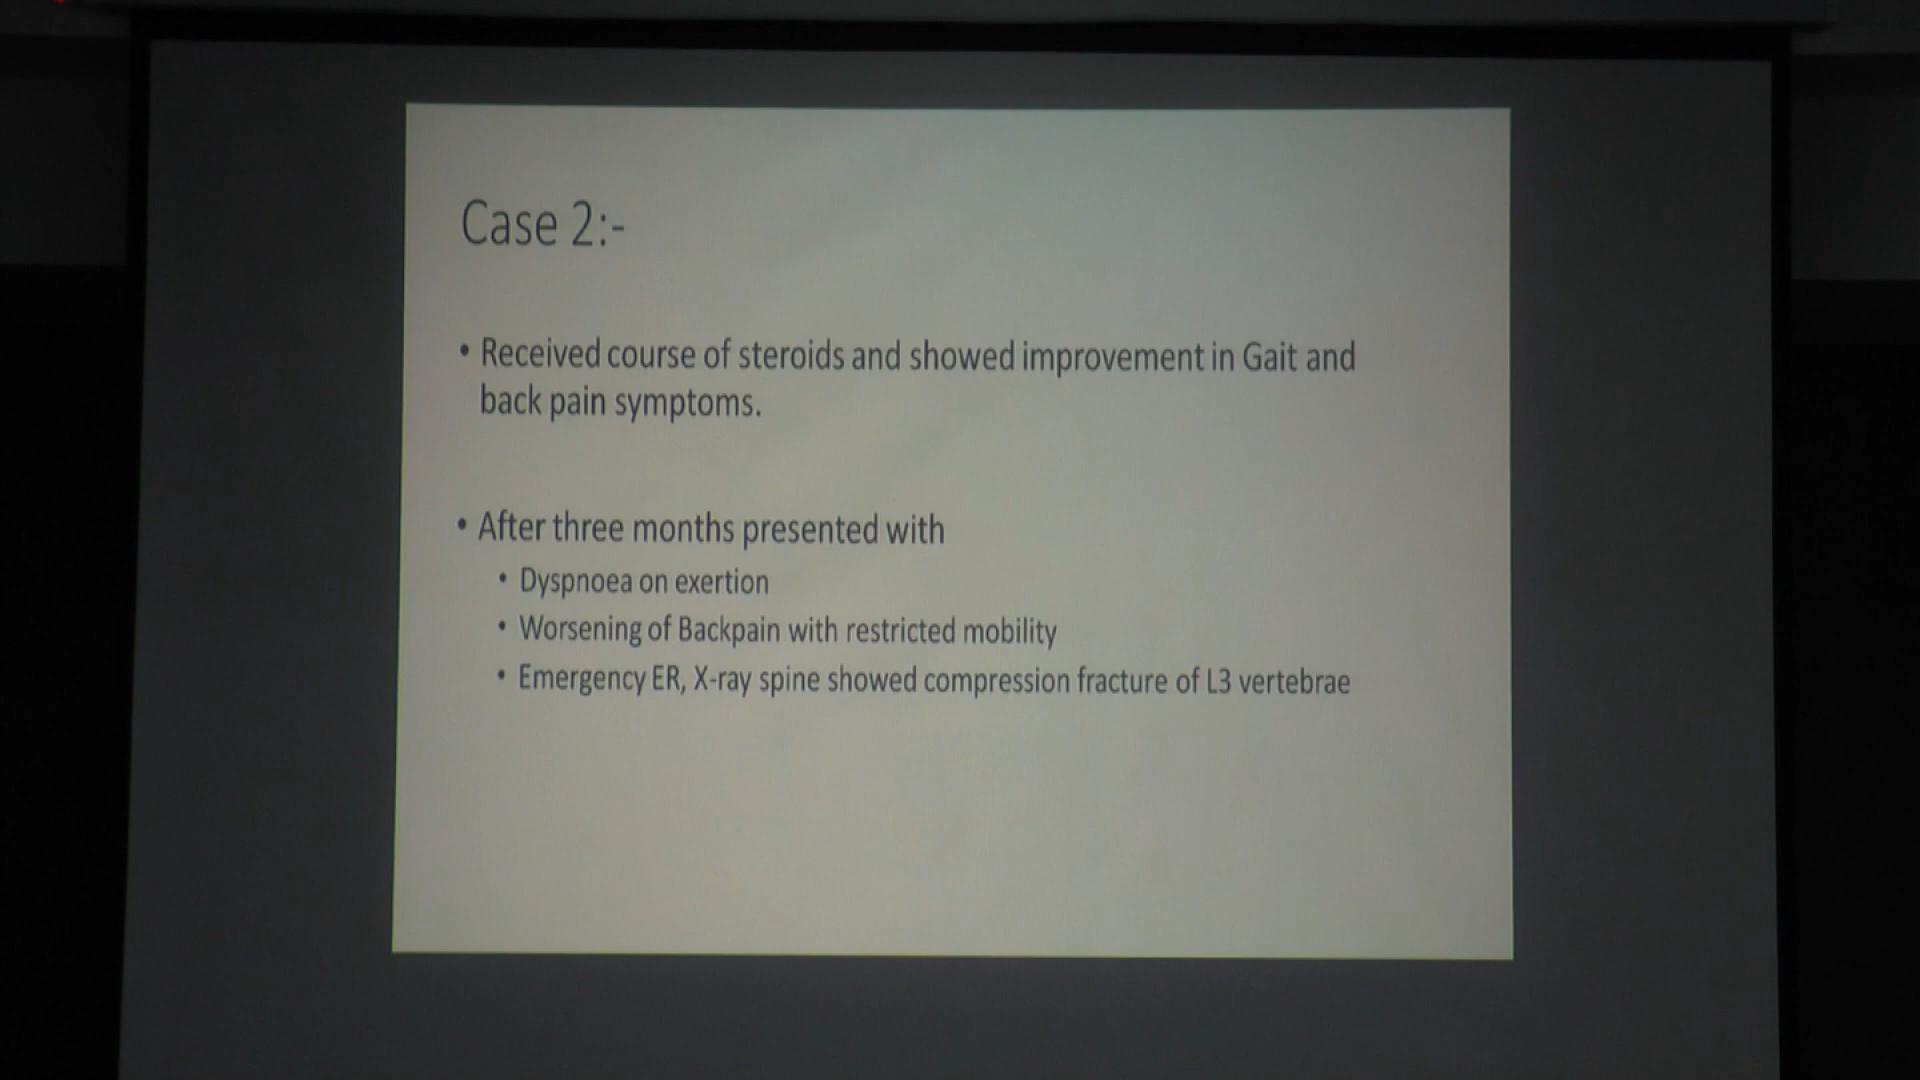 Case 2:-
• Received course of steroids and showed improvement in Gait and
back pain symptoms.
• After three months presented with
• Dyspnoea on exertion
• Worsening of Backpain with restricted mobility
• Emergency ER, X-ray spine showed compression fracture of L3 vertebrae